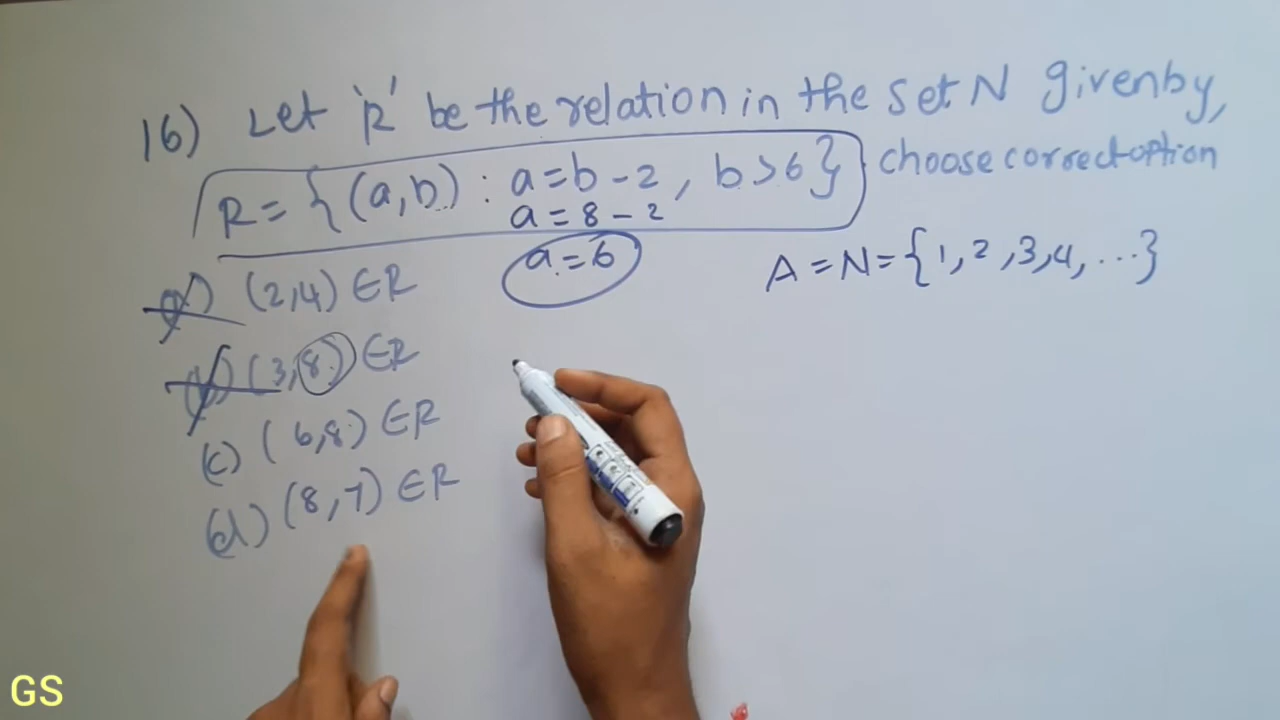 16) Let 'R' be the relation in the set N Given by,
R = { (a,b) : a = b - 2 , b > 6 } choose correct option
a = 8 - 2
a = 6
A = N = { 1, 2 , 3, 4, ... }
a) (2,4) ∈ R
b) (3,8) ∈ R
(c) (6,8) ∈ R
(d) (8,7) ∈ R
GS